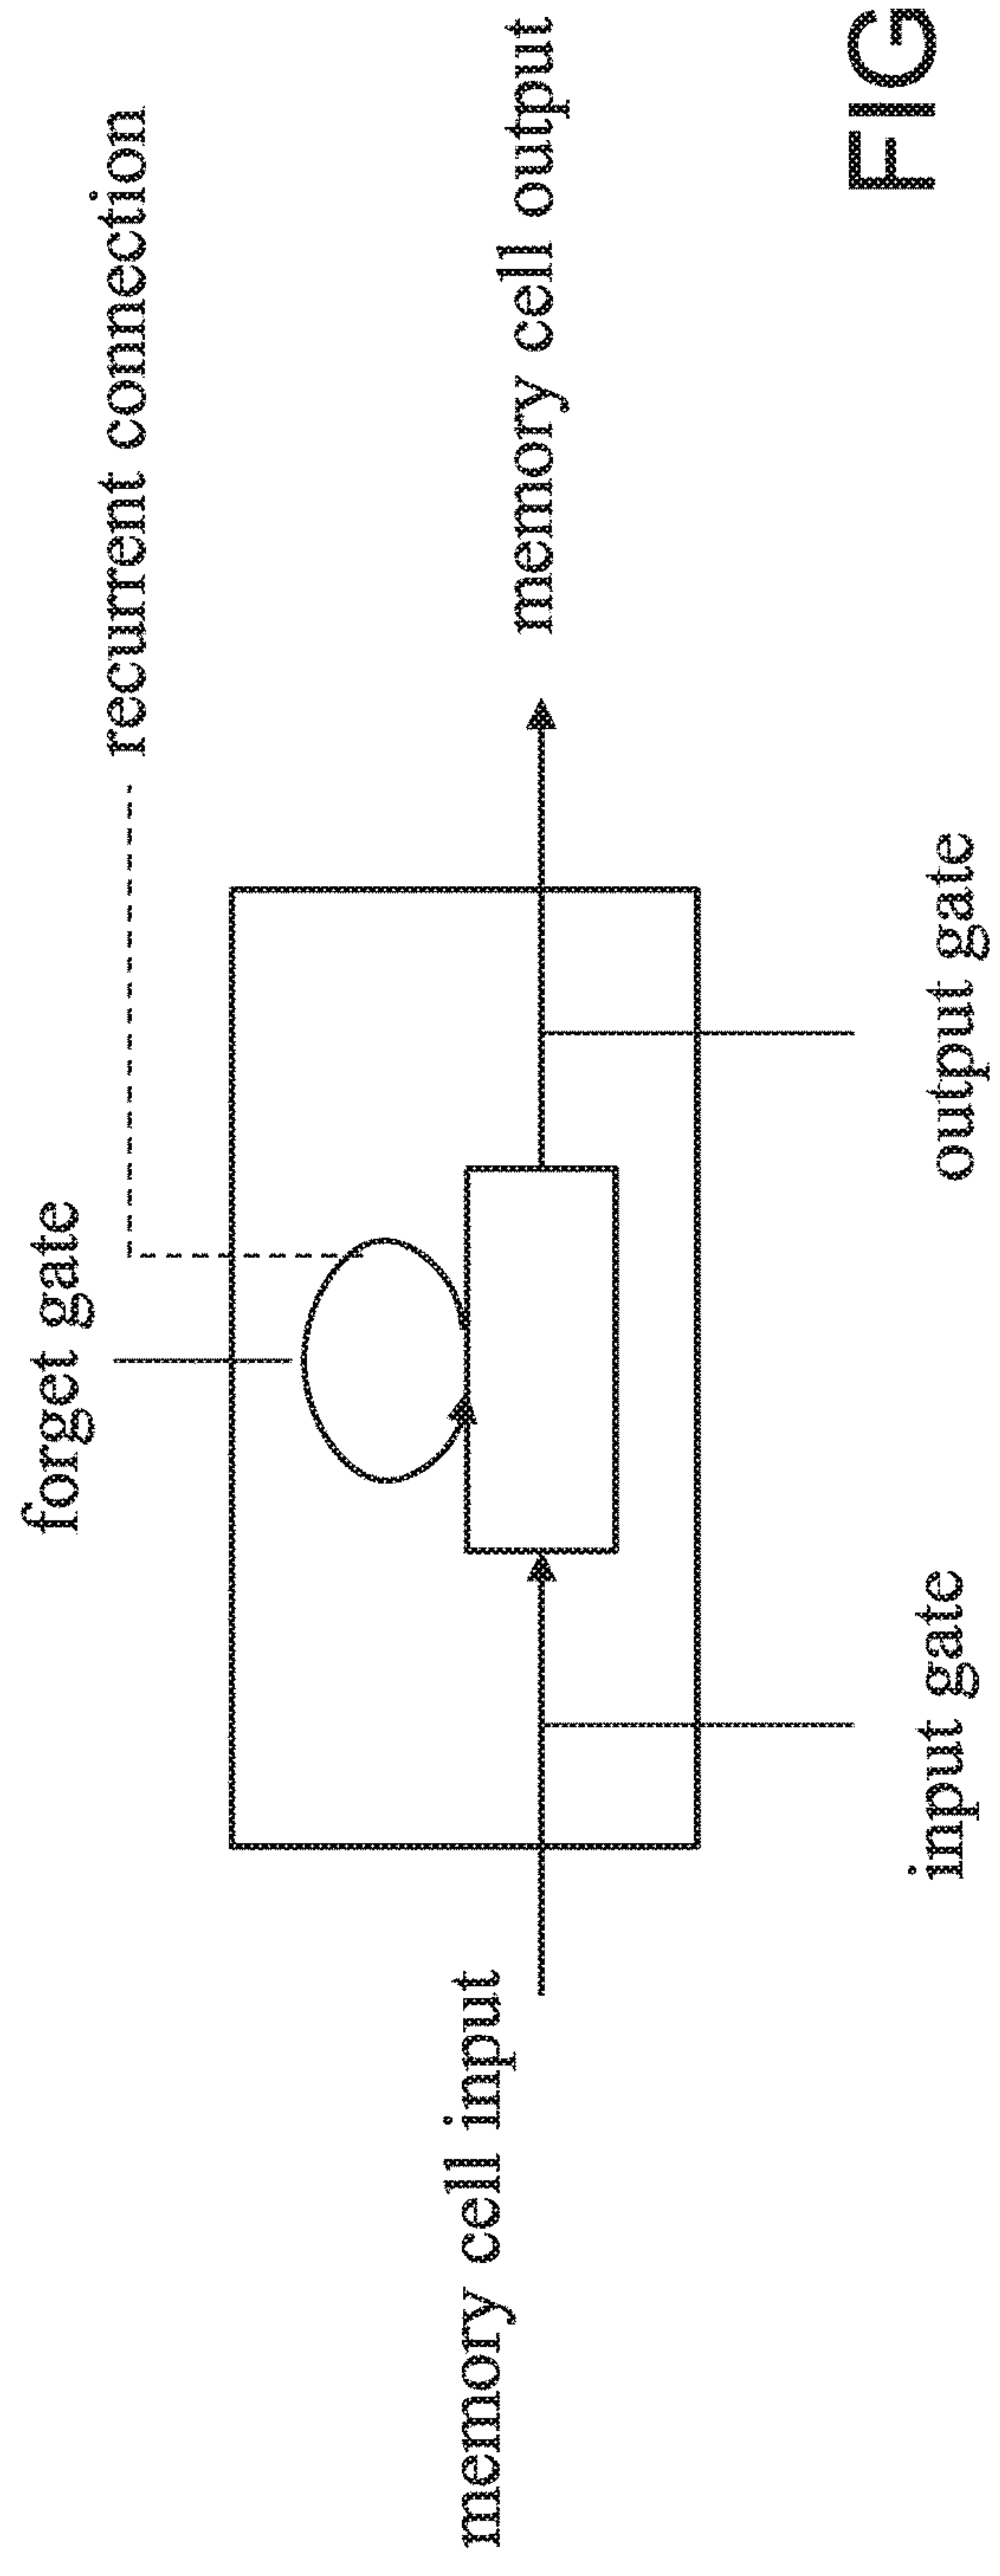 forget gate
recurrent connection
memory cell input
memory cell output
input gate
output gate
FIG